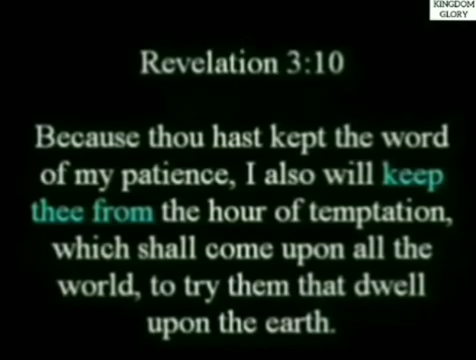 KINGDOM
GLORY
Revelation 3:10
Because thou hast kept the word
of my patience, I also will keep
thee from the hour of temptation,
which shall come upon all the
world, to try them that dwell
upon the earth.